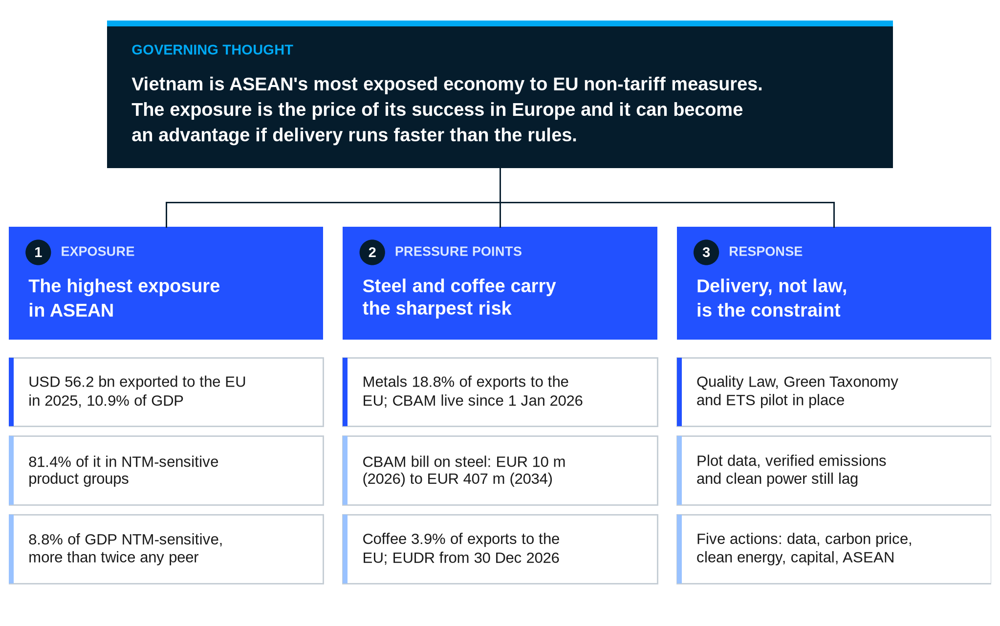 GOVERNING THOUGHT
Vietnam is ASEAN's most exposed economy to EU non-tariff measures.
The exposure is the price of its success in Europe and it can become
an advantage if delivery runs faster than the rules.
1 EXPOSURE
The highest exposure
in ASEAN
USD 56.2 bn exported to the EU
in 2025, 10.9% of GDP
81.4% of it in NTM-sensitive
product groups
8.8% of GDP NTM-sensitive,
more than twice any peer
2 PRESSURE POINTS
Steel and coffee carry
the sharpest risk
Metals 18.8% of exports to the
EU; CBAM live since 1 Jan 2026
CBAM bill on steel: EUR 10 m
(2026) to EUR 407 m (2034)
Coffee 3.9% of exports to the
EU; EUDR from 30 Dec 2026
3 RESPONSE
Delivery, not law,
is the constraint
Quality Law, Green Taxonomy
and ETS pilot in place
Plot data, verified emissions
and clean power still lag
Five actions: data, carbon price,
clean energy, capital, ASEAN